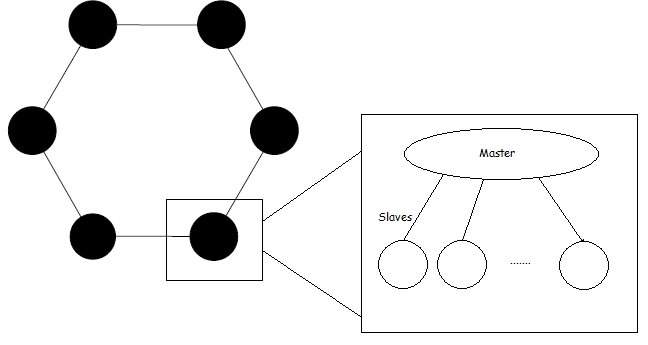 Master
Slaves
.......